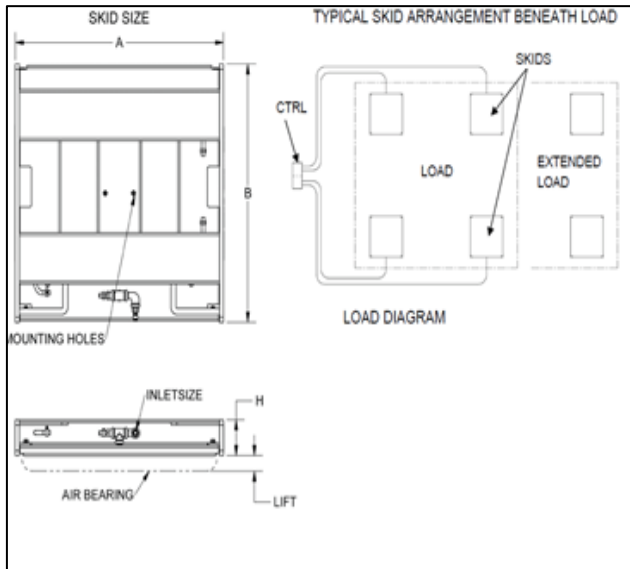 SKID SIZE
A
B
MOUNTING HOLES
INLETSIZE
H
AIR BEARING
LIFT
TYPICAL SKID ARRANGEMENT BENEATH LOAD
SKIDS
CTRL
LOAD
EXTENDED
LOAD
LOAD DIAGRAM